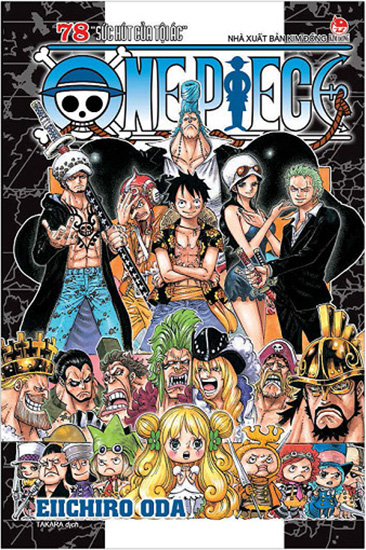 78 "SỨC HÚT CỦA TỘI ÁC"
NHÀ XUẤT BẢN KIM ĐỒNG
ONE PIECE
EIICHIRO ODA
TAKARA dịch